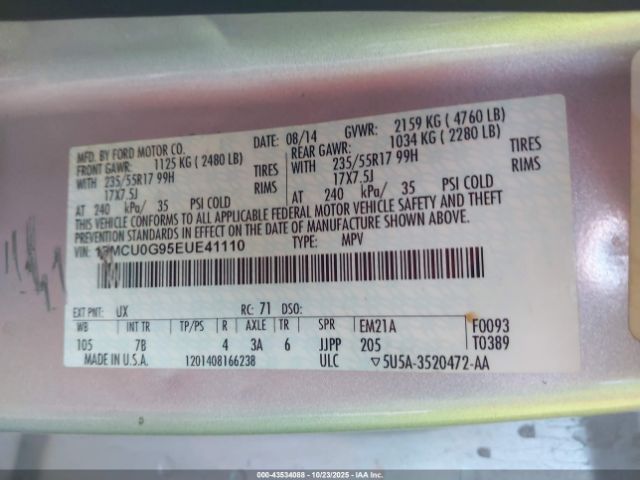 MFD. BY FORD MOTOR CO.
DATE: 08/14 GVWR: 2159 KG ( 4760 LB)
FRONT GAWR: 1125 KG ( 2480 LB) REAR GAWR: 1034 KG ( 2280 LB)
WITH 235/55R17 99H TIRES WITH 235/55R17 99H TIRES
17X7.5J RIMS 17X7.5J RIMS
AT 240 kPa/ 35 PSI COLD AT 240 kPa/ 35 PSI COLD
THIS VEHICLE CONFORMS TO ALL APPLICABLE FEDERAL MOTOR VEHICLE SAFETY AND THEFT
PREVENTION STANDARDS IN EFFECT ON THE DATE OF MANUFACTURE SHOWN ABOVE.
VIN: 1FMCU0G95EUE41110 TYPE: MPV
EXT PNT: UX RC: 71 DSO:
WB INT TR TP/PS R AXLE TR SPR EM21A F0093
105 7B 4 3A 6 JJPP 205 T0389
MADE IN U.S.A. 1201408166238 ULC ▽5U5A-3520472-AA
000-43534088 - 10/23/2025 - IAA Inc.